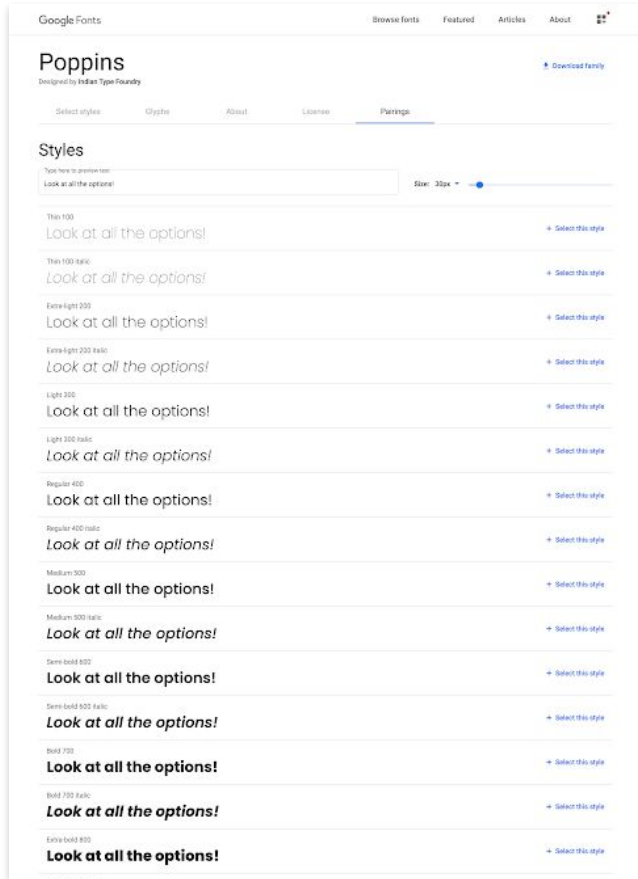 Google Fonts
Browse fonts Featured Articles About
Poppins
Designed by Indian Type Foundry
Download family
Select styles Glyphs About License Pairings
Styles
Type here to preview text
Look at all the options!
Size: 30px
Thin 100
Look at all the options!
+ Select this style
Thin 100 italic
Look at all the options!
+ Select this style
Extra-light 200
Look at all the options!
+ Select this style
Extra-light 200 italic
Look at all the options!
+ Select this style
Light 300
Look at all the options!
+ Select this style
Light 300 italic
Look at all the options!
+ Select this style
Regular 400
Look at all the options!
+ Select this style
Regular 400 italic
Look at all the options!
+ Select this style
Medium 500
Look at all the options!
+ Select this style
Medium 500 italic
Look at all the options!
+ Select this style
Semi-bold 600
Look at all the options!
+ Select this style
Semi-bold 600 italic
Look at all the options!
+ Select this style
Bold 700
Look at all the options!
+ Select this style
Bold 700 italic
Look at all the options!
+ Select this style
Extra-bold 800
Look at all the options!
+ Select this style